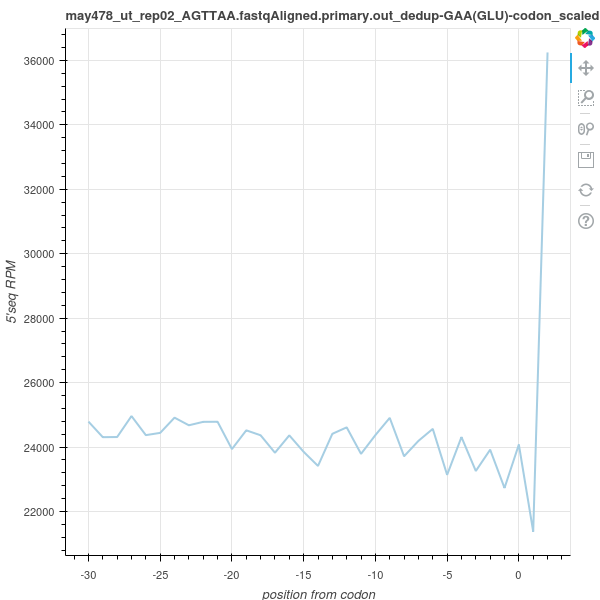 may478_ut_rep02_AGTTAA.fastqAligned.primary.out_dedup-GAA(GLU)-codon_scaled
36000
34000
32000
30000
28000
26000
24000
22000
5'seq RPM
-30 -25 -20 -15 -10 -5 0
position from codon